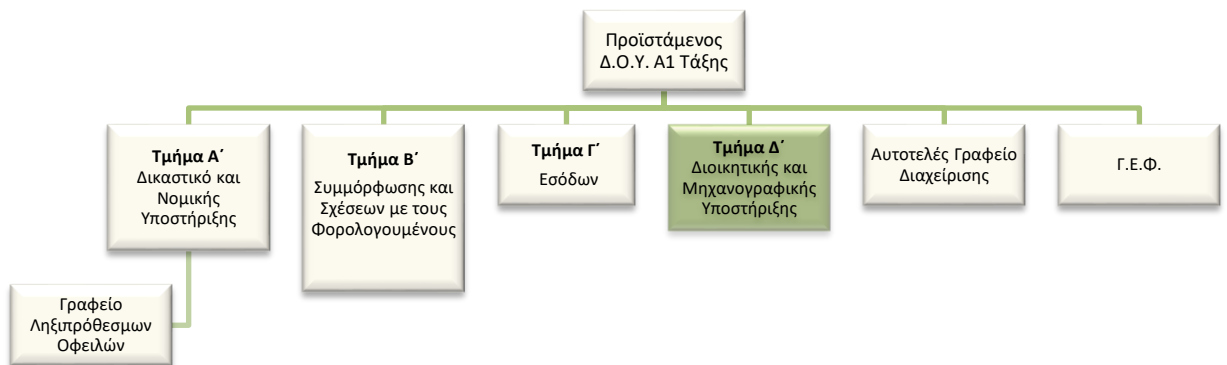 Προϊστάμενος
Δ.Ο.Υ. Α1 Τάξης
Τμήμα Α΄
Δικαστικό και
Νομικής
Υποστήριξης
Τμήμα Β΄
Συμμόρφωσης και
Σχέσεων με τους
Φορολογουμένους
Τμήμα Γ΄
Εσόδων
Τμήμα Δ΄
Διοικητικής και
Μηχανογραφικής
Υποστήριξης
Αυτοτελές Γραφείο
Διαχείρισης
Γ.Ε.Φ.
Γραφείο
Ληξιπρόθεσμων
Οφειλών